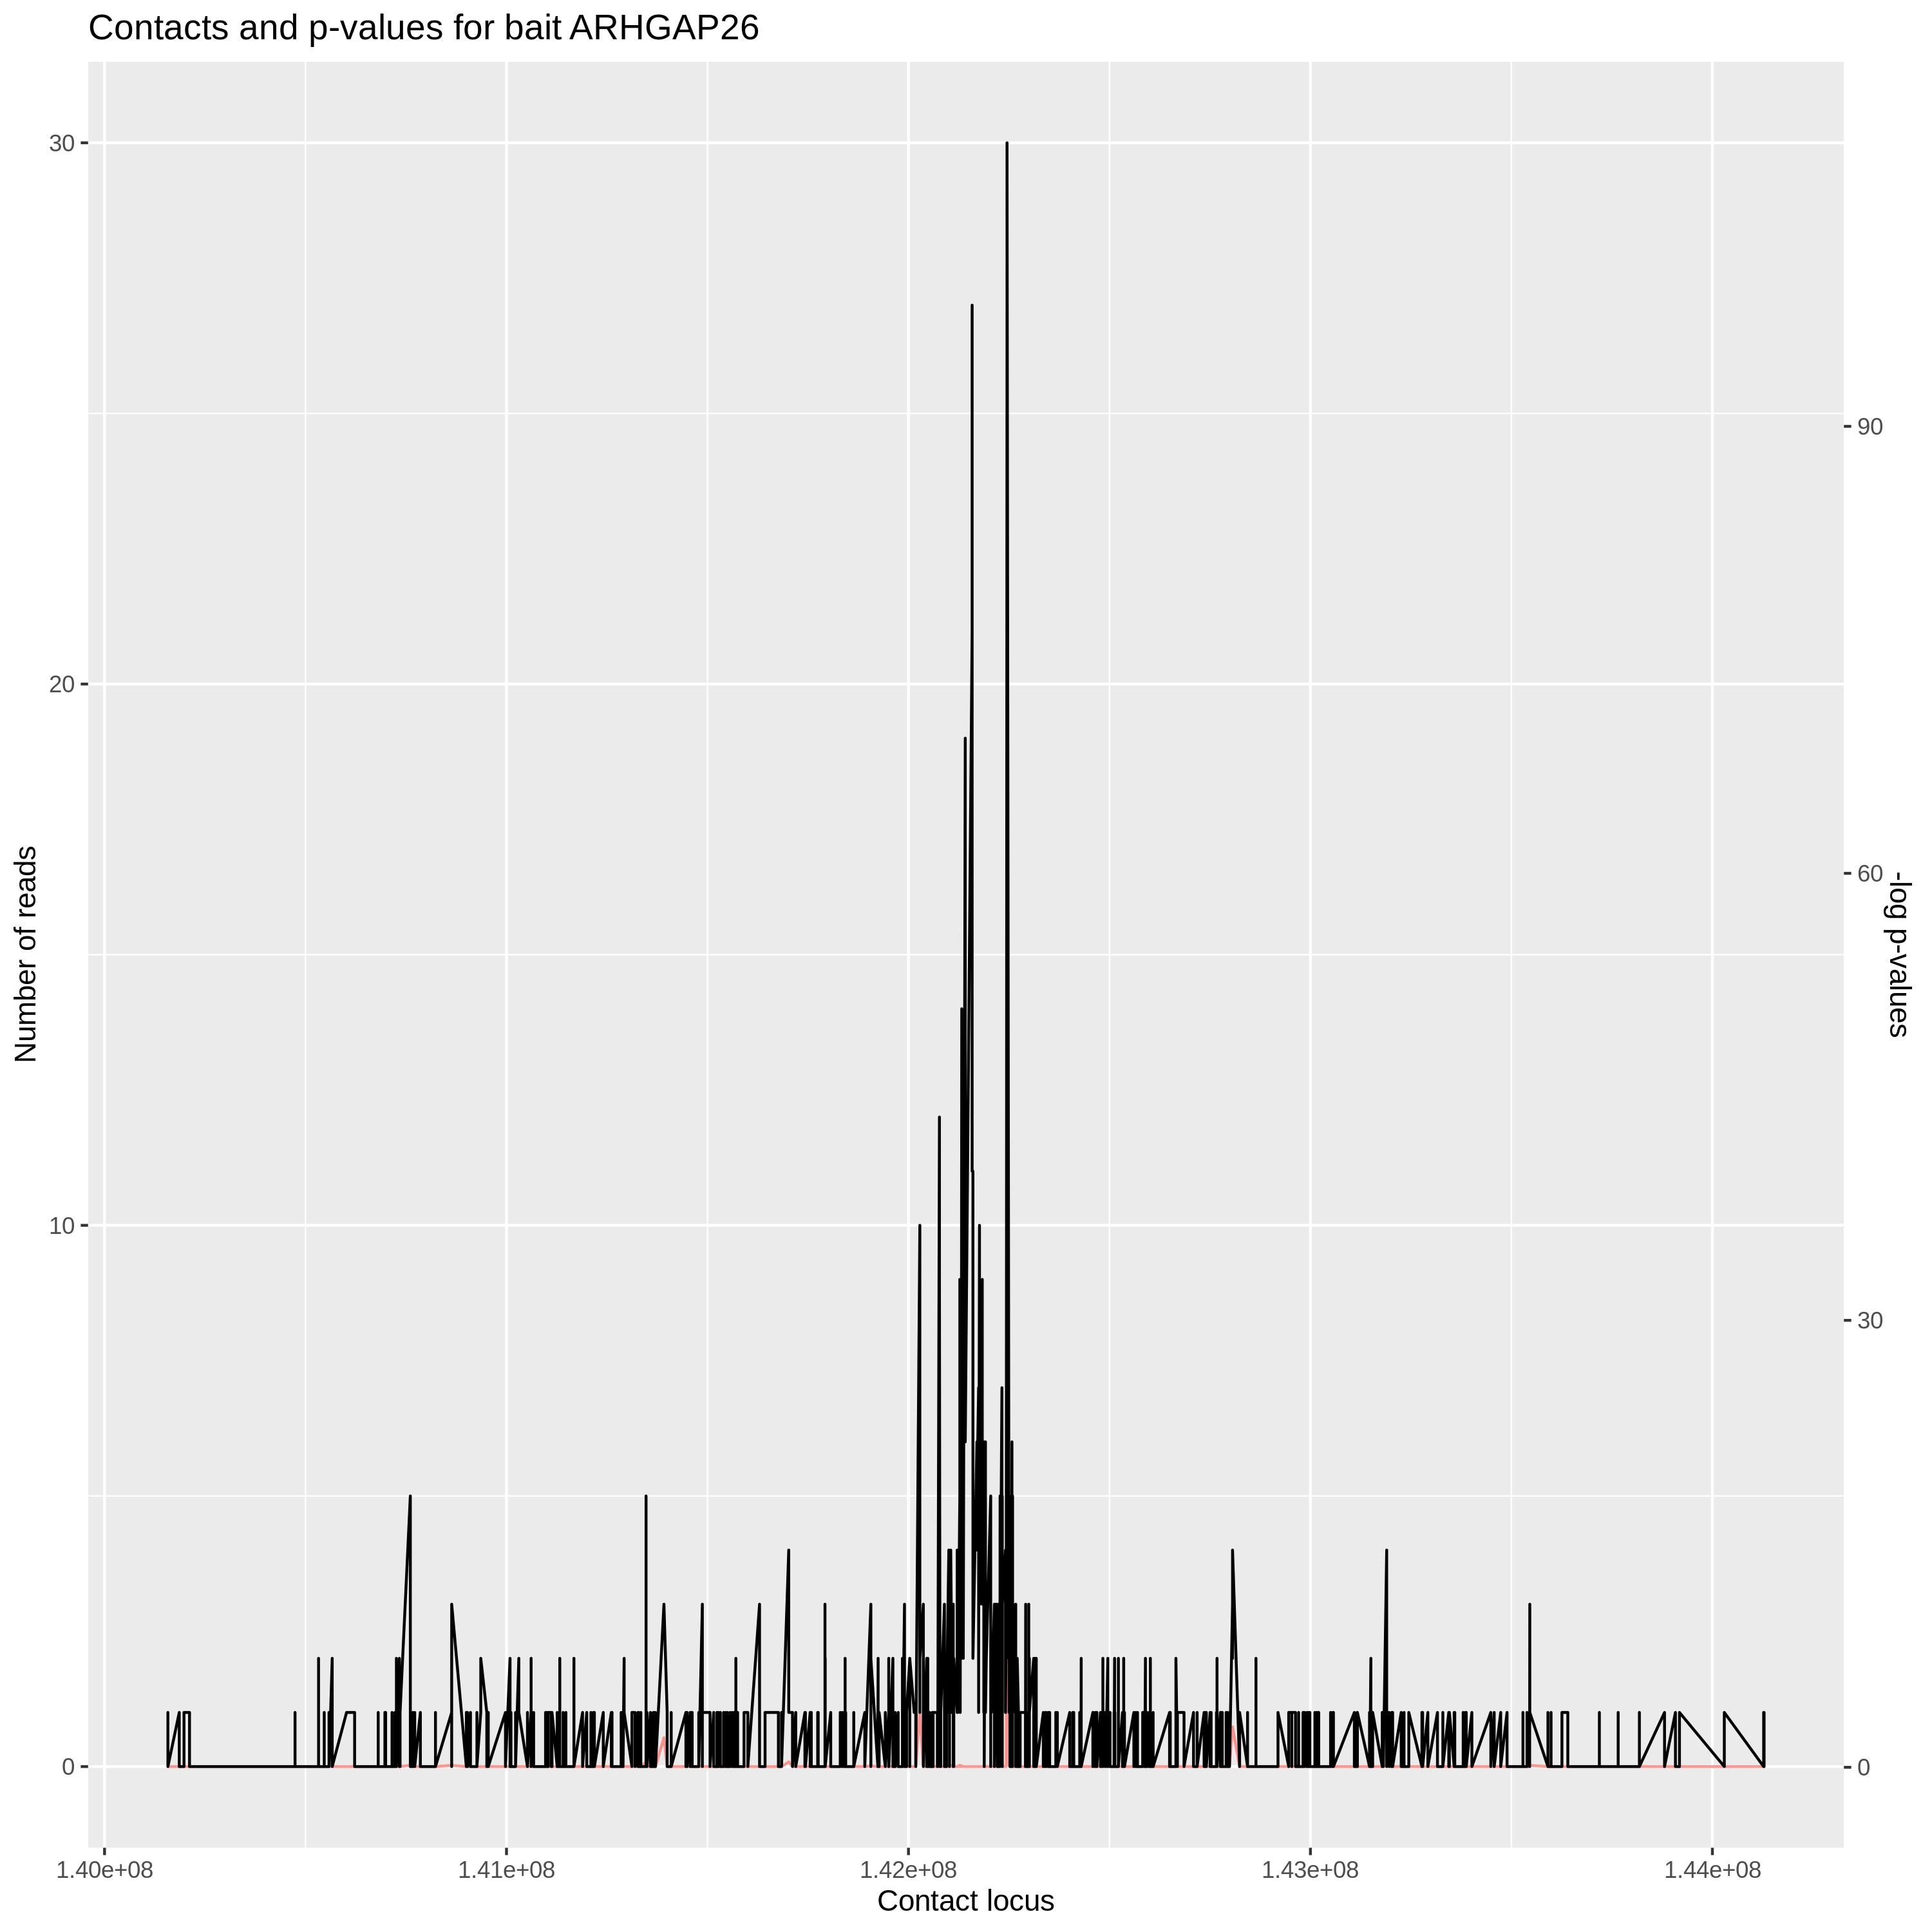 Contacts and p-values for bait ARHGAP26
30
20
10
0
Number of reads
90
60
30
0
-log p-values
1.40e+08
1.41e+08
1.42e+08
1.43e+08
1.44e+08
Contact locus